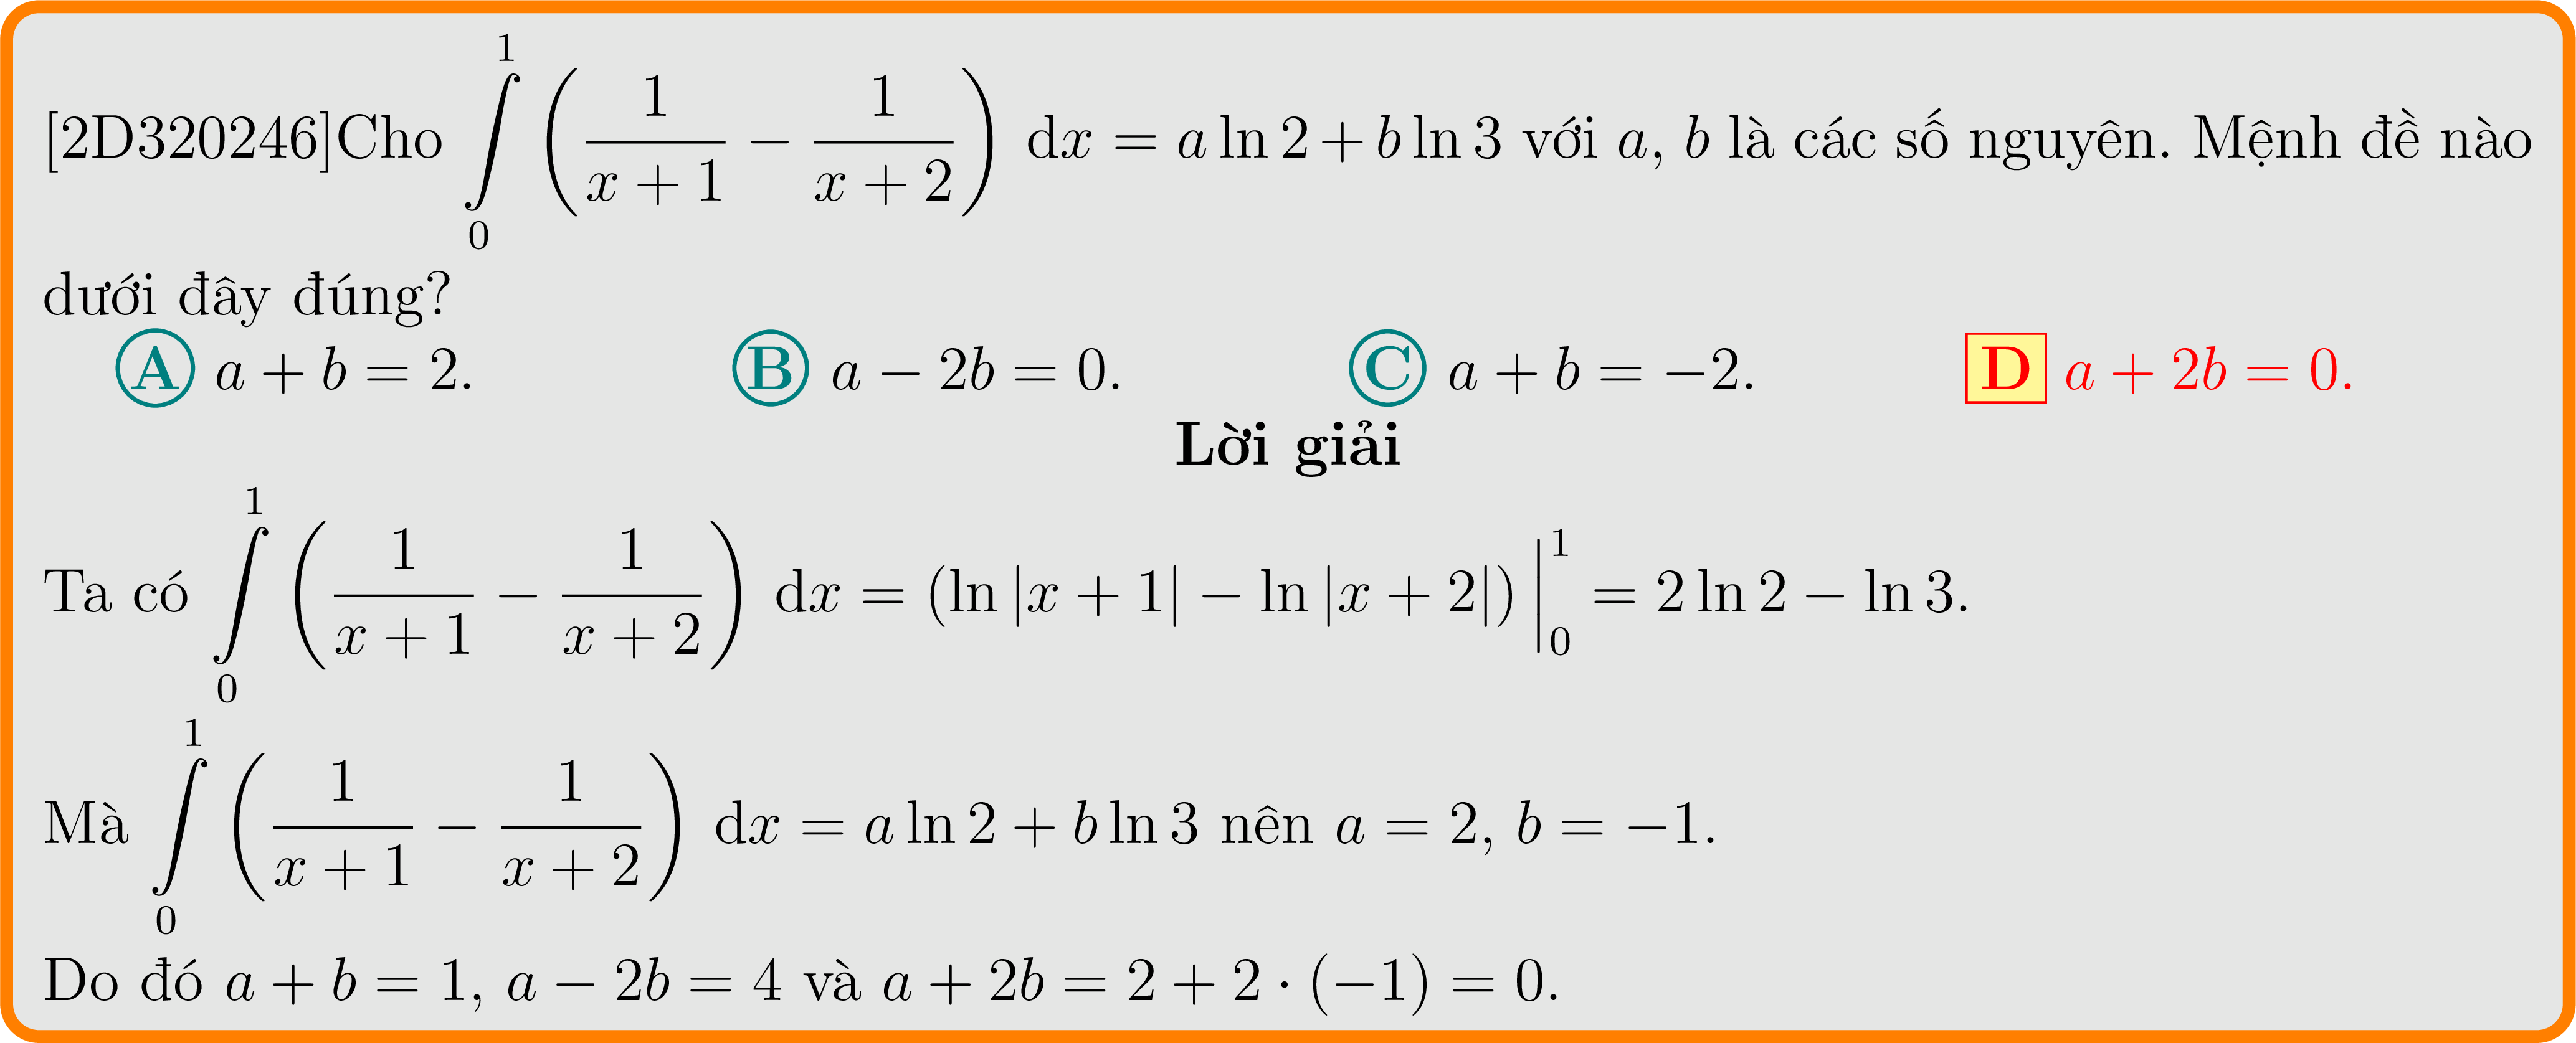 [2D320246]Cho $\int\limits_0^1 \left( \frac{1}{x+1} - \frac{1}{x+2} \right) \mathrm{d}x = a \ln 2 + b \ln 3$ với $a$, $b$ là các số nguyên. Mệnh đề nào
dưới đây đúng?
A $a + b = 2$. B $a - 2b = 0$. C $a + b = -2$. D $a + 2b = 0$.
Lời giải
Ta có $\int\limits_0^1 \left( \frac{1}{x+1} - \frac{1}{x+2} \right) \mathrm{d}x = (\ln |x+1| - \ln |x+2|) \Big|_0^1 = 2 \ln 2 - \ln 3$.
Mà $\int\limits_0^1 \left( \frac{1}{x+1} - \frac{1}{x+2} \right) \mathrm{d}x = a \ln 2 + b \ln 3$ nên $a = 2$, $b = -1$.
Do đó $a + b = 1$, $a - 2b = 4$ và $a + 2b = 2 + 2 \cdot (-1) = 0$.